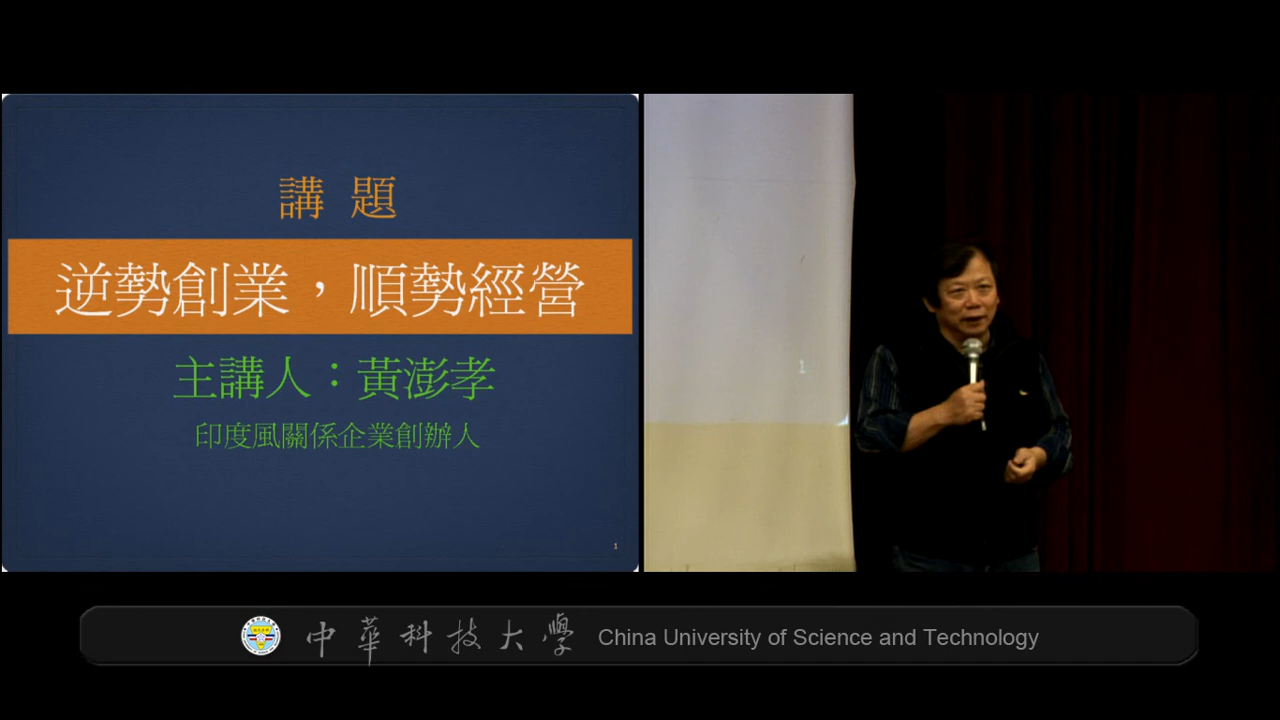 講 題
逆勢創業，順勢經營
主講人：黃澎孝
印度風關係企業創辦人
1
1
中華科技大學 China University of Science and Technology